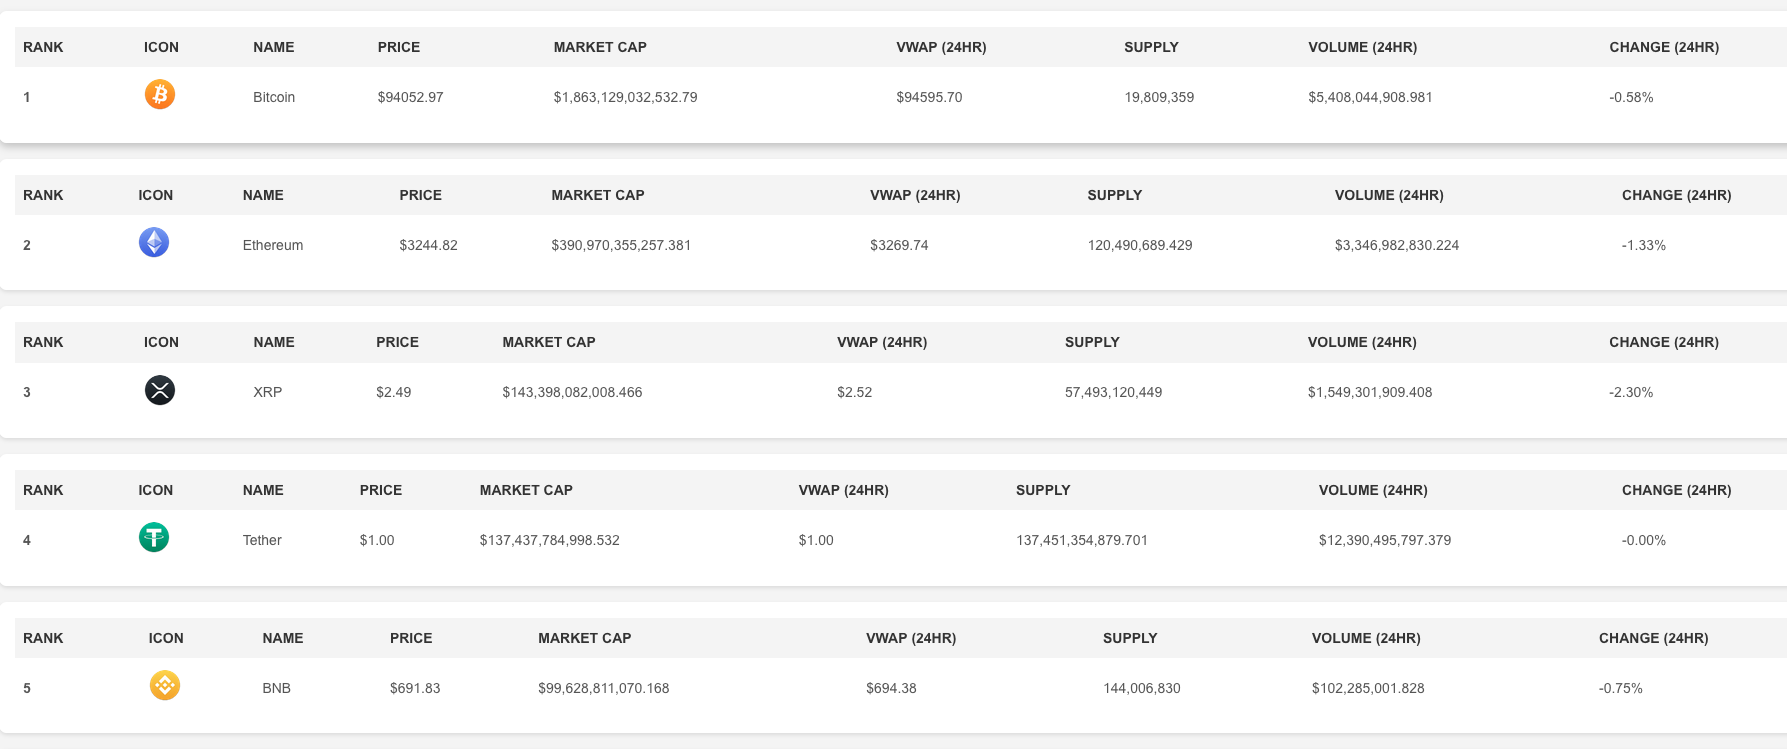 RANK ICON NAME PRICE MARKET CAP VWAP (24HR) SUPPLY VOLUME (24HR) CHANGE (24HR)
1 Bitcoin $94052.97 $1,863,129,032,532.79 $94595.70 19,809,359 $5,408,044,908.981 -0.58%
RANK ICON NAME PRICE MARKET CAP VWAP (24HR) SUPPLY VOLUME (24HR) CHANGE (24HR)
2 Ethereum $3244.82 $390,970,355,257.381 $3269.74 120,490,689.429 $3,346,982,830.224 -1.33%
RANK ICON NAME PRICE MARKET CAP VWAP (24HR) SUPPLY VOLUME (24HR) CHANGE (24HR)
3 XRP $2.49 $143,398,082,008.466 $2.52 57,493,120,449 $1,549,301,909.408 -2.30%
RANK ICON NAME PRICE MARKET CAP VWAP (24HR) SUPPLY VOLUME (24HR) CHANGE (24HR)
4 Tether $1.00 $137,437,784,998.532 $1.00 137,451,354,879.701 $12,390,495,797.379 -0.00%
RANK ICON NAME PRICE MARKET CAP VWAP (24HR) SUPPLY VOLUME (24HR) CHANGE (24HR)
5 BNB $691.83 $99,628,811,070.168 $694.38 144,006,830 $102,285,001.828 -0.75%